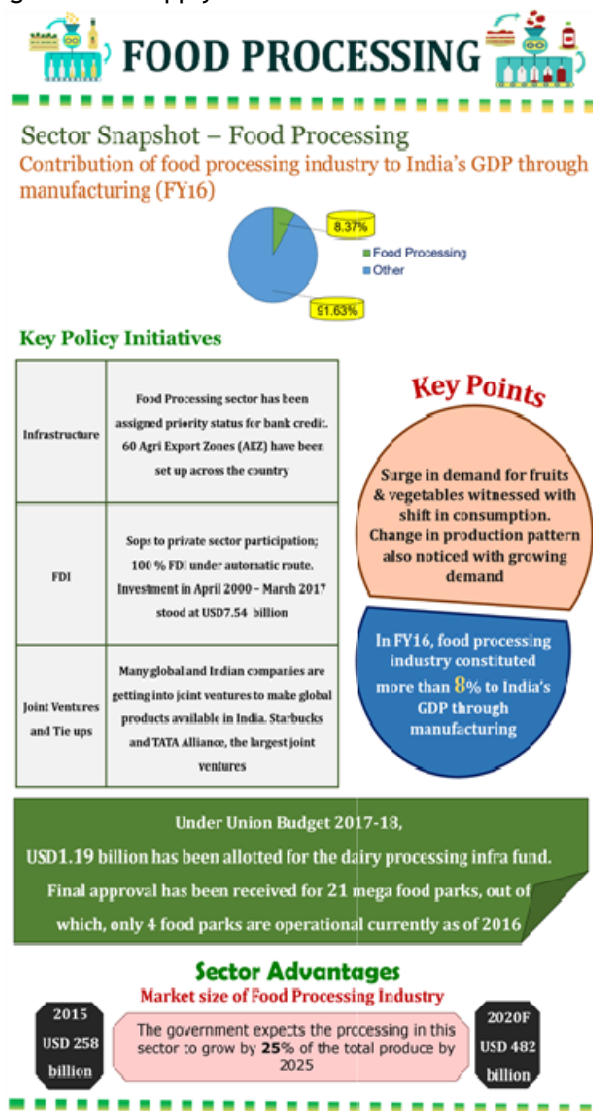 FOOD PROCESSING
Sector Snapshot – Food Processing
Contribution of food processing industry to India's GDP through
manufacturing (FY16)
8.37%
Food Processing
Other
91.63%
Key Policy Initiatives
Infrastructure
Food Processing sector has been
assigned priority status for bank credit.
60 Agri Export Zones (AEZ) have been
set up across the country
FDI
Sops to private sector participation;
100 % FDI under automatic route.
Investment in April 2000 – March 2017
stood at USD7.54 billion
Joint Ventures
and Tie ups
Many global and Indian companies are
getting into joint ventures to make global
products available in India. Starbucks
and TATA Alliance, the largest joint
ventures
Key Points
Surge in demand for fruits
& vegetables witnessed with
shift in consumption.
Change in production pattern
also noticed with growing
demand
In FY16, food processing
industry constituted
more than 8% to India's
GDP through
manufacturing
Under Union Budget 2017-18,
USD1.19 billion has been allotted for the dairy processing infra fund.
Final approval has been received for 21 mega food parks, out of
which, only 4 food parks are operational currently as of 2016
Sector Advantages
Market size of Food Processing Industry
2015
USD 258
billion
The government expects the processing in this
sector to grow by 25% of the total produce by
2025
2020F
USD 482
billion